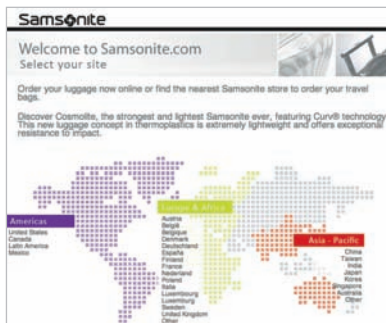 Samsonite
Welcome to Samsonite.com
Select your site
Order your luggage now online or find the nearest Samsonite store to order your travel
bags.
Discover Cosmolite, the strongest and lightest Samsonite ever, featuring Curv® technology
This new luggage concept in thermoplastics is extremely lightweight and offers exceptional
resistance to impact.
Americas
United States
Canada
Latin America
Mexico
Europe & Africa
Austria
België
Belgique
Denmark
Deutschland
España
Finland
France
Nederland
Poland
Italia
Luxembourg
Luxemburg
Sweden
United Kingdom
Other
Asia - Pacific
China
Taiwan
India
Japan
Korea
Singapore
Australia
Other